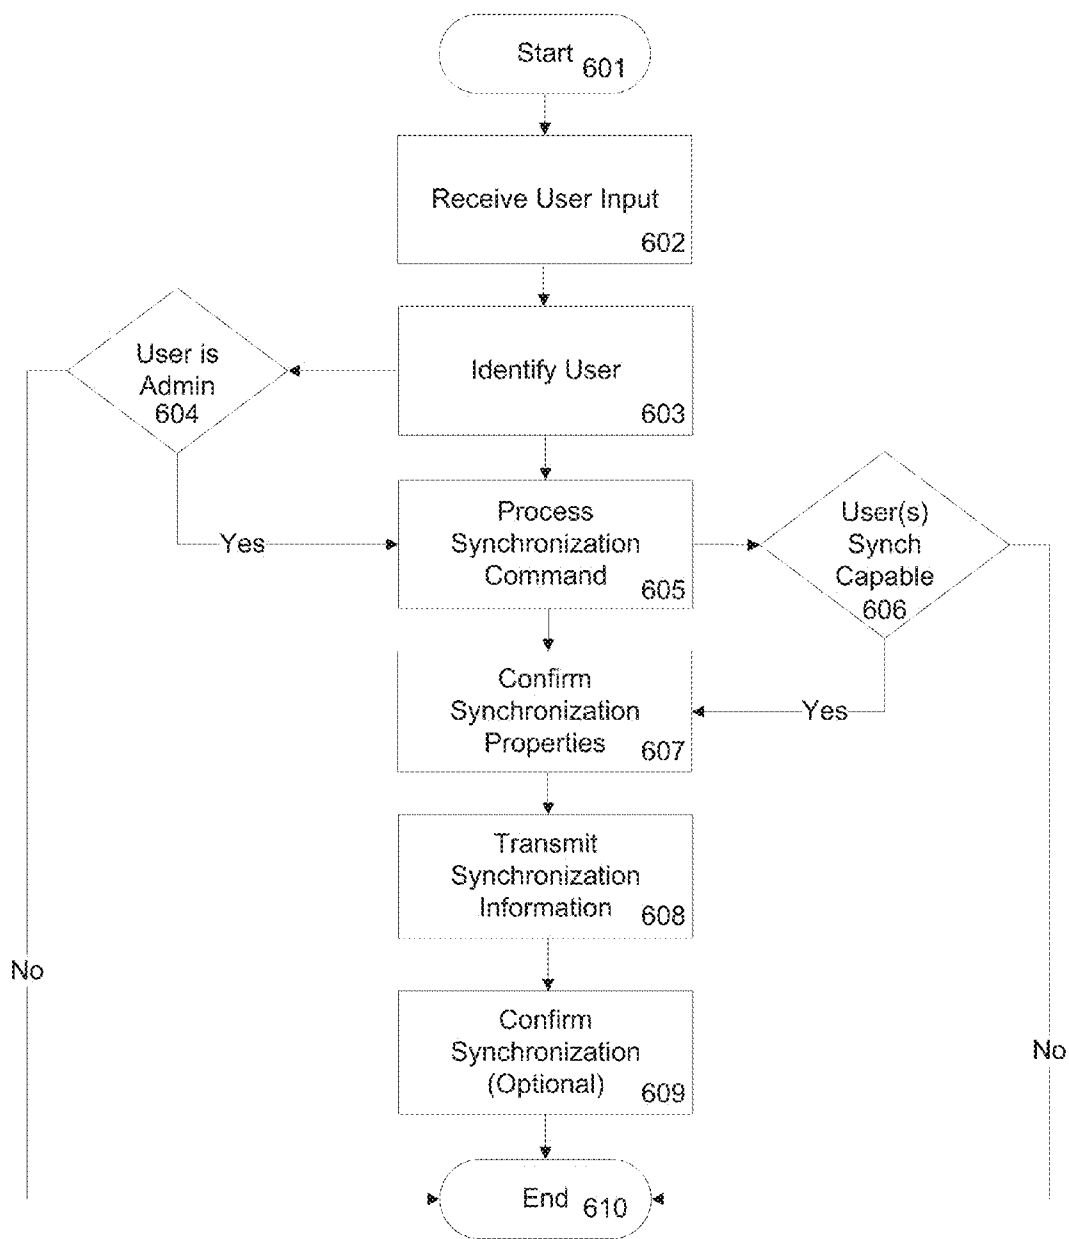 Start 601
Receive User Input
602
User is
Admin
604
Identify User
603
Yes
Process
Synchronization
Command
605
User(s)
Synch
Capable
606
Confirm
Synchronization
Properties
607
Yes
Transmit
Synchronization
Information
608
No
Confirm
Synchronization
(Optional)
609
No
End 610